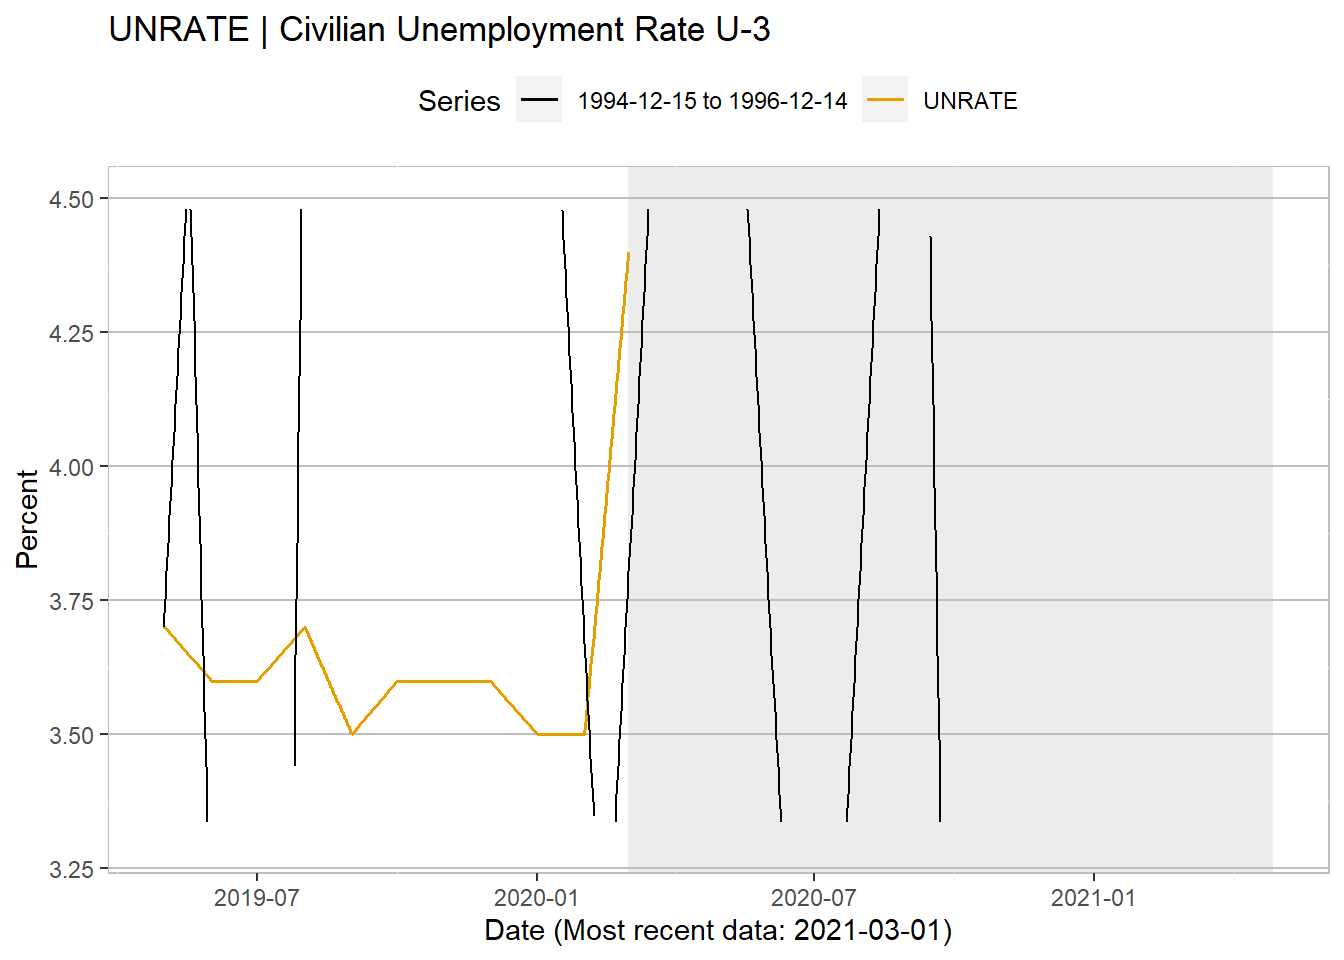 UNRATE | Civilian Unemployment Rate U-3
Series 1994-12-15 to 1996-12-14 UNRATE
4.50
4.25
4.00
3.75
3.50
3.25
Percent
2019-07 2020-01 2020-07 2021-01
Date (Most recent data: 2021-03-01)